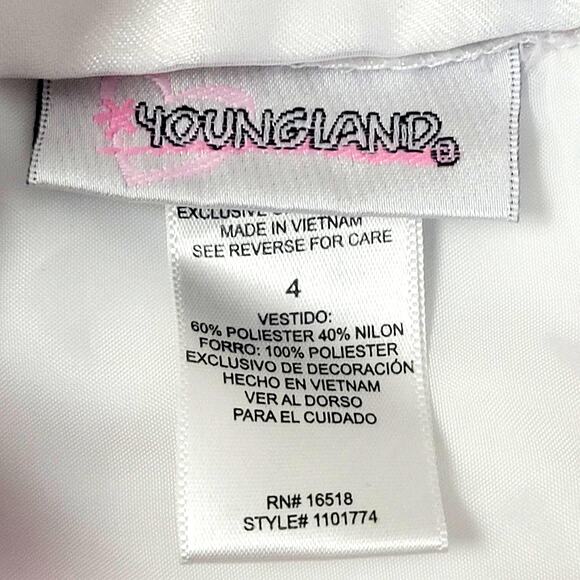 YOUNGLAND®
EXCLUSIVE
MADE IN VIETNAM
SEE REVERSE FOR CARE
4
VESTIDO:
60% POLIESTER 40% NILON
FORRO: 100% POLIESTER
EXCLUSIVO DE DECORACIÓN
HECHO EN VIETNAM
VER AL DORSO
PARA EL CUIDADO
RN# 16518
STYLE# 1101774